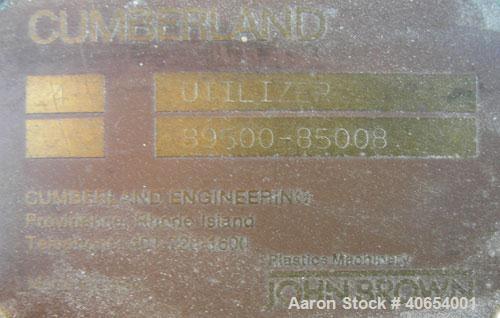 CUMBERLAND
UTILIZER
89500-85008
CUMBERLAND ENGINEERING
Providence, Rhode Island
Plastics Machinery
JOHN BROWN
Aaron Stock # 40654001